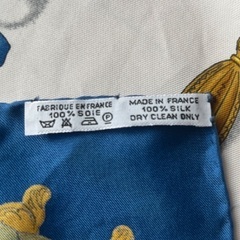 FABRIQUE EN FRANCE
100% SOIE
MADE IN FRANCE
100% SILK
DRY CLEAN ONLY